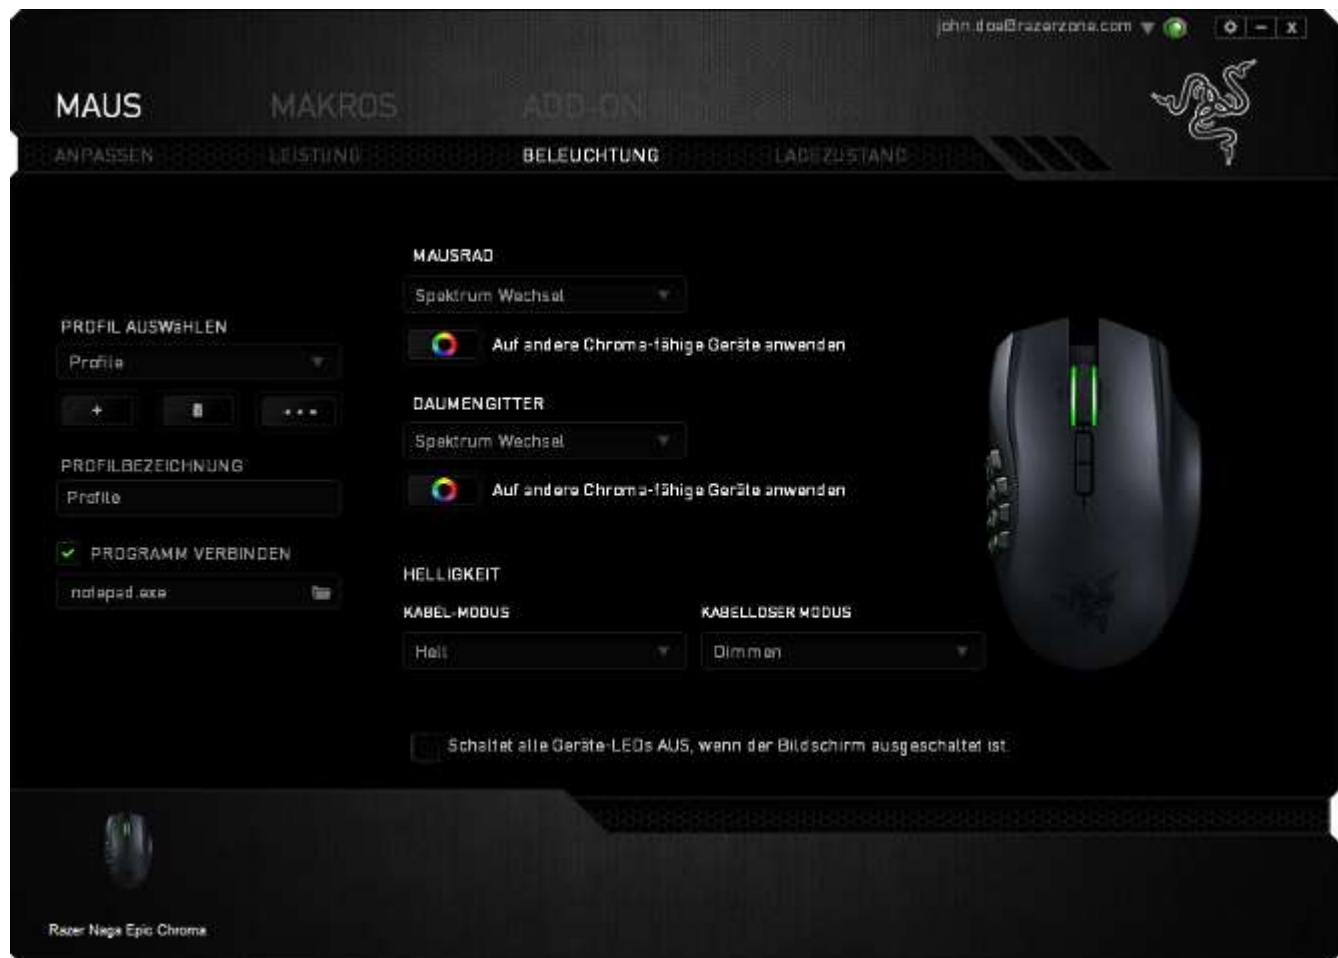 john.doe@razerzone.com
MAUS MAKROS ADD-ON
ANPASSEN LEISTUNG BELEUCHTUNG LADEZUSTAND
PROFIL AUSWäHLEN
Profile
PROFILBEZEICHNUNG
Profile
PROGRAMM VERBINDEN
notepad.exe
MAUSRAD
Spektrum Wechsel
Auf andere Chroma-fähige Geräte anwenden
DAUMENGITTER
Spektrum Wechsel
Auf andere Chroma-fähige Geräte anwenden
HELLIGKEIT
KABEL-MODUS KABELLOSER MODUS
Hell Dimmen
Schaltet alle Geräte-LEDs AUS, wenn der Bildschirm ausgeschaltet ist.
Razer Naga Epic Chroma